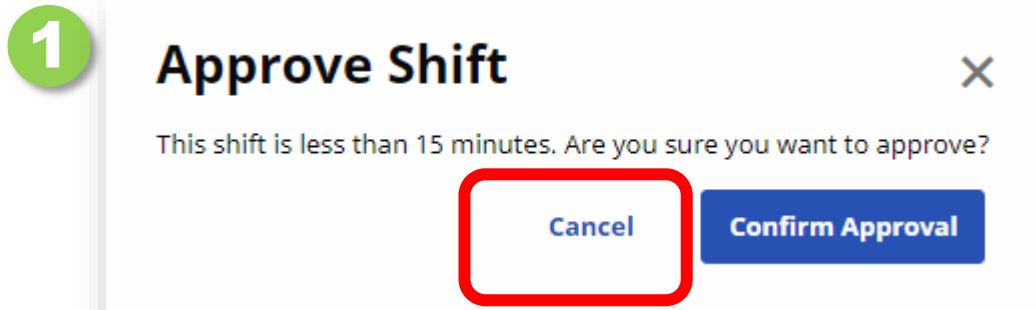 1
Approve Shift
This shift is less than 15 minutes. Are you sure you want to approve?
Cancel
Confirm Approval